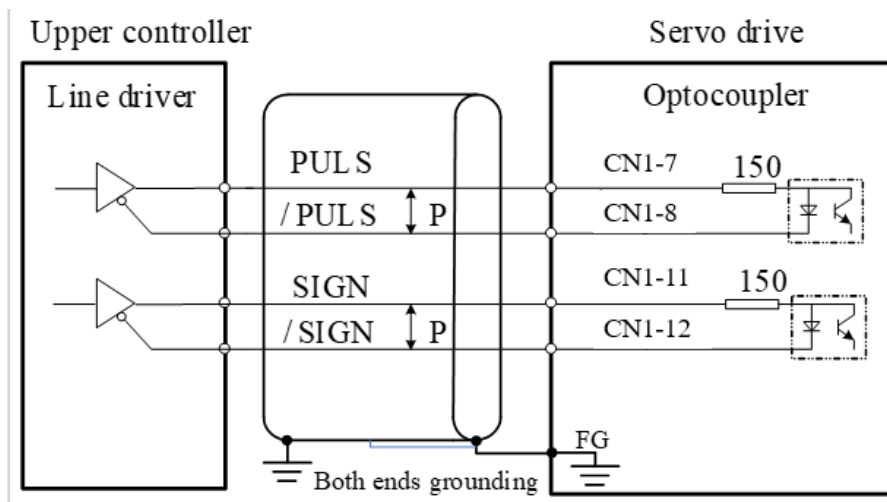 Upper controller
Servo drive
Line driver
Optocoupler
PULS
CN1-7
150
/PULS
P
CN1-8
SIGN
CN1-11
150
/SIGN
P
CN1-12
FG
Both ends grounding